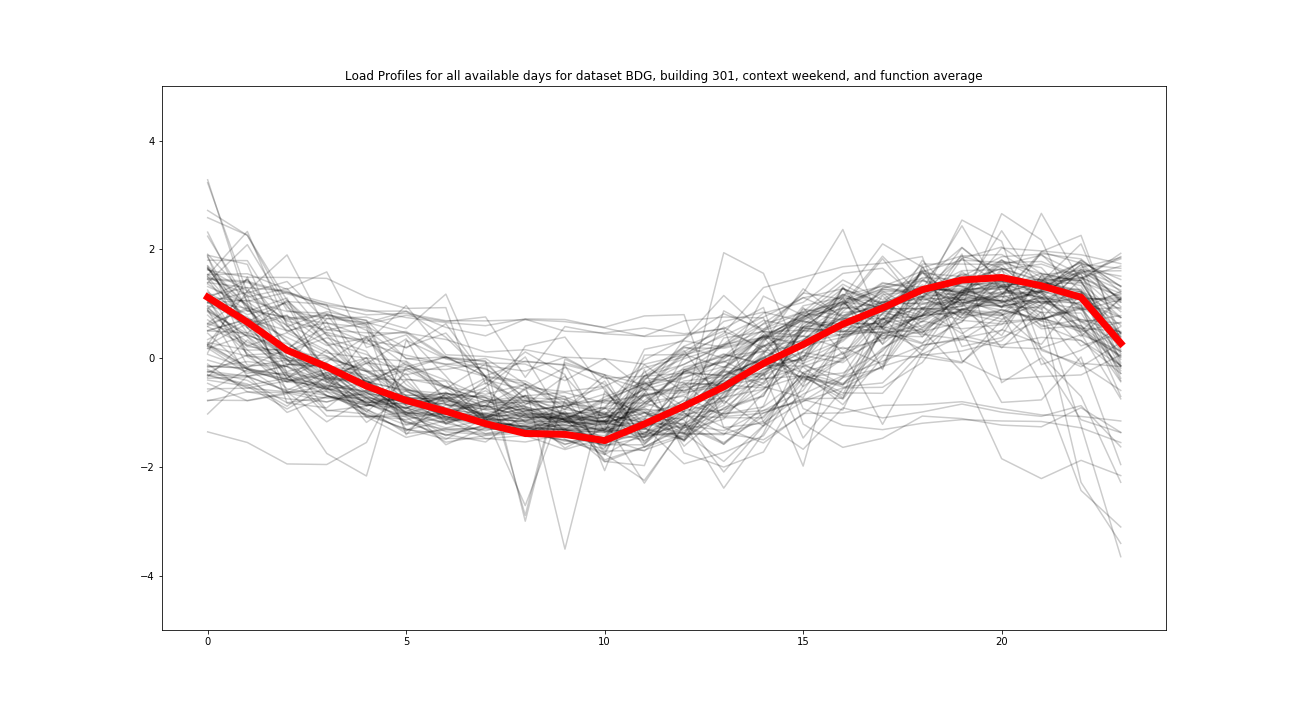 Load Profiles for all available days for dataset BDG, building 301, context weekend, and function average
4
2
0
−2
−4
0 5 10 15 20